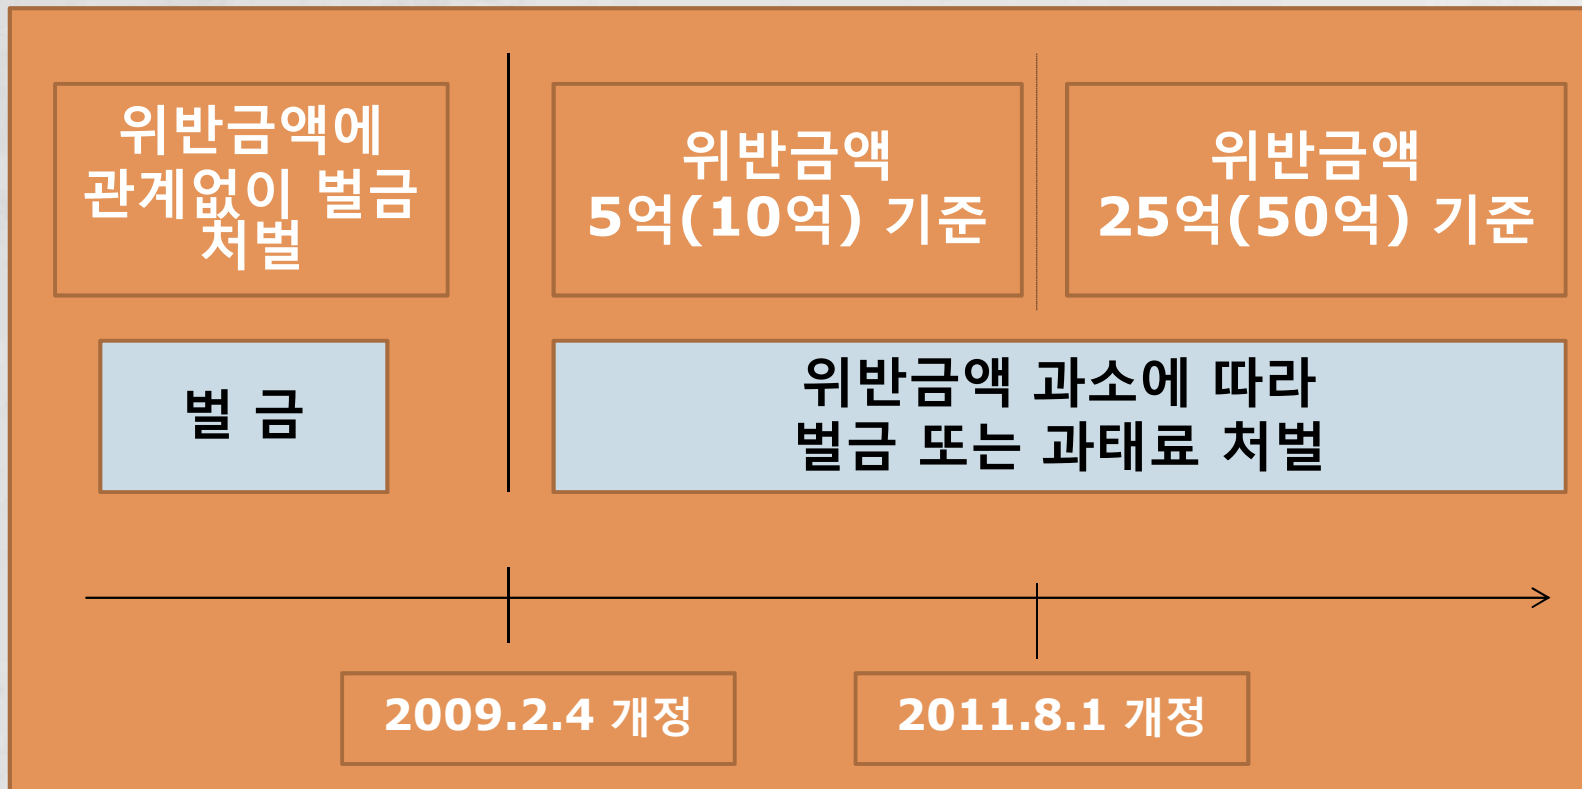 위반금액에
관계없이 벌금
처벌
위반금액
5억(10억) 기준
위반금액
25억(50억) 기준
벌 금
위반금액 과소에 따라
벌금 또는 과태료 처벌
2009.2.4 개정
2011.8.1 개정